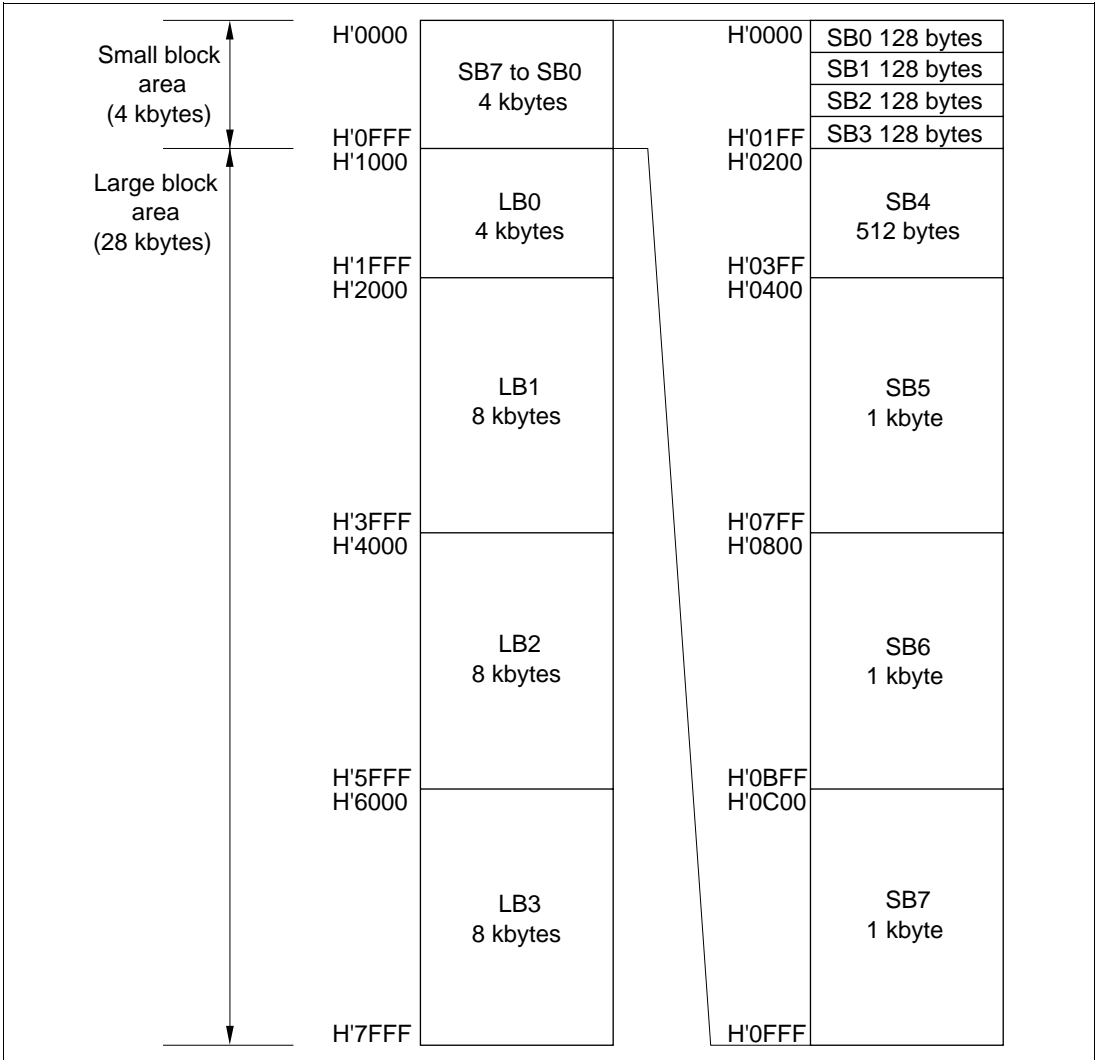 Small block
area
(4 kbytes)
Large block
area
(28 kbytes)
H'0000
SB7 to SB0
4 kbytes
H'0FFF
H'1000
LB0
4 kbytes
H'1FFF
H'2000
LB1
8 kbytes
H'3FFF
H'4000
LB2
8 kbytes
H'5FFF
H'6000
LB3
8 kbytes
H'7FFF
H'0000
SB0 128 bytes
SB1 128 bytes
SB2 128 bytes
SB3 128 bytes
H'01FF
H'0200
SB4
512 bytes
H'03FF
H'0400
SB5
1 kbyte
H'07FF
H'0800
SB6
1 kbyte
H'0BFF
H'0C00
SB7
1 kbyte
H'0FFF